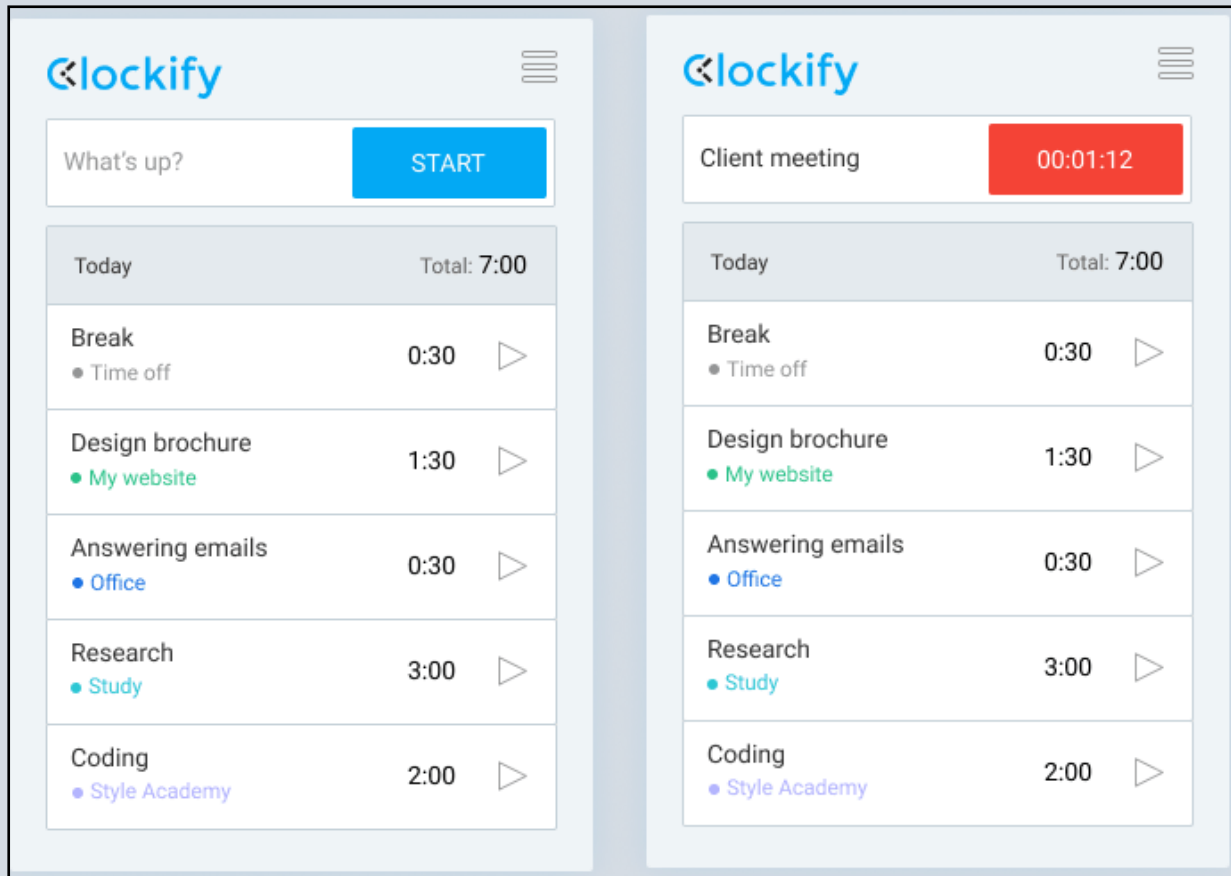 Clockify
What's up?
START
Today
Total: 7:00
Break
0:30
Time off
Design brochure
1:30
My website
Answering emails
0:30
Office
Research
3:00
Study
Coding
2:00
Style Academy
Clockify
Client meeting
00:01:12
Today
Total: 7:00
Break
0:30
Time off
Design brochure
1:30
My website
Answering emails
0:30
Office
Research
3:00
Study
Coding
2:00
Style Academy